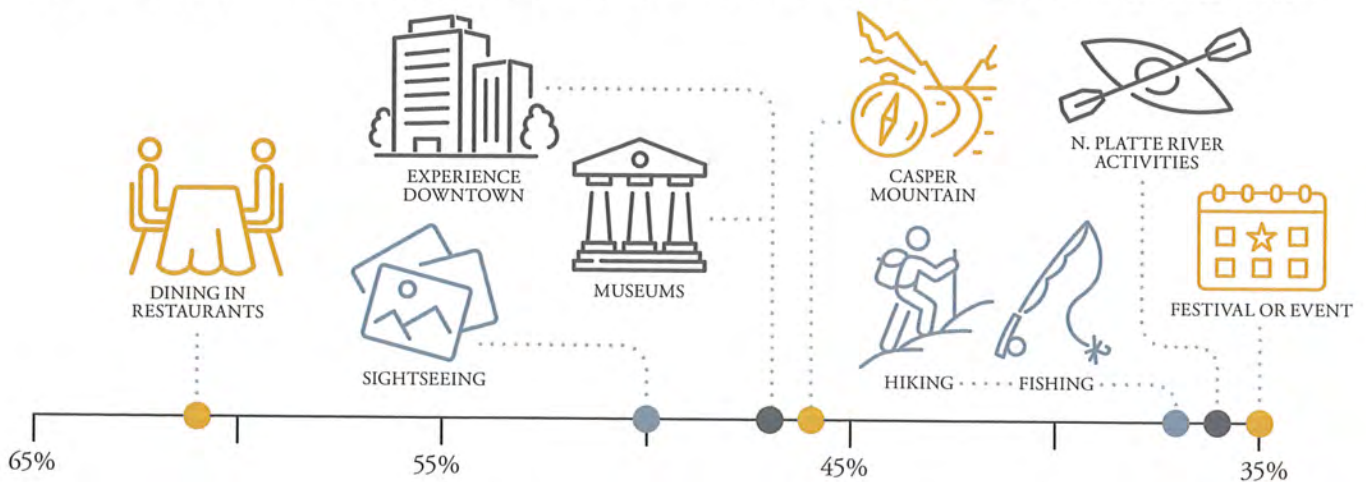 EXPERIENCE
DOWNTOWN
CASPER
MOUNTAIN
N. PLATTE RIVER
ACTIVITIES
DINING IN
RESTAURANTS
MUSEUMS
FESTIVAL OR EVENT
SIGHTSEEING
HIKING
FISHING
65%
55%
45%
35%